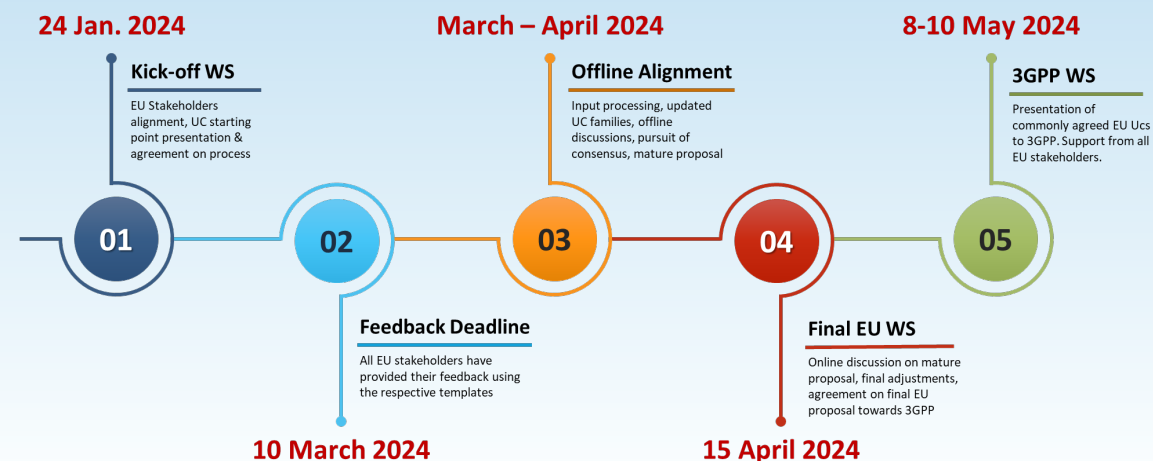 24 Jan. 2024
Kick-off WS
EU Stakeholders
alignment, UC starting
point presentation &
agreement on process
01
10 March 2024
Feedback Deadline
All EU stakeholders have
provided their feedback using
the respective templates
02
March – April 2024
Offline Alignment
Input processing, updated
UC families, offline
discussions, pursuit of
consensus, mature proposal
03
15 April 2024
Final EU WS
Online discussion on mature
proposal, final adjustments,
agreement on final EU
proposal towards 3GPP
04
8-10 May 2024
3GPP WS
Presentation of
commonly agreed EU Ucs
to 3GPP. Support from all
EU stakeholders.
05